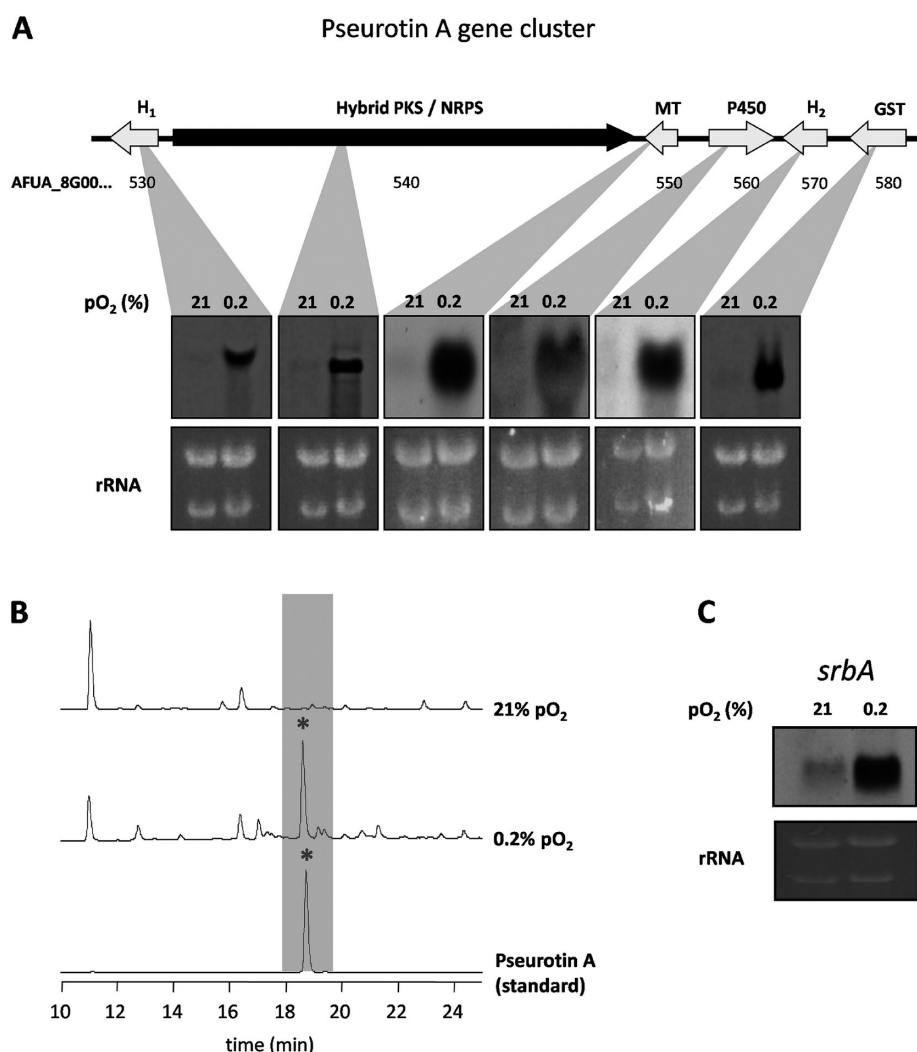 A Pseurotin A gene cluster
H1 Hybrid PKS / NRPS MT P450 H2 GST
AFUA_8G00... 530 540 550 560 570 580
pO2 (%) 21 0.2 21 0.2 21 0.2 21 0.2 21 0.2 21 0.2
rRNA
B
21% pO2
*
0.2% pO2
*
Pseurotin A
(standard)
10 12 14 16 18 20 22 24
time (min)
C
srbA
pO2 (%) 21 0.2
rRNA